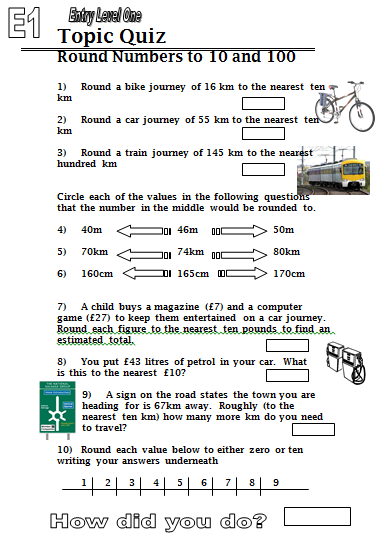 E1
Entry Level One
Topic Quiz
Round Numbers to 10 and 100
1) Round a bike journey of 16 km to the nearest ten
km
2) Round a car journey of 55 km to the nearest ten
km
3) Round a train journey of 145 km to the nearest
hundred km
Circle each of the values in the following questions
that the number in the middle would be rounded to.
4) 40m 46m 50m
5) 70km 74km 80km
6) 160cm 165cm 170cm
7) A child buys a magazine (£7) and a computer
game (£27) to keep them entertained on a car journey.
Round each figure to the nearest ten pounds to find an
estimated total.
8) You put £43 litres of petrol in your car. What
is this to the nearest £10?
9) A sign on the road states the town you are
heading for is 67km away. Roughly (to the
nearest ten km) how many more km do you need
to travel?
10) Round each value below to either zero or ten
writing your answers underneath
1 2 3 4 5 6 7 8 9
How did you do?